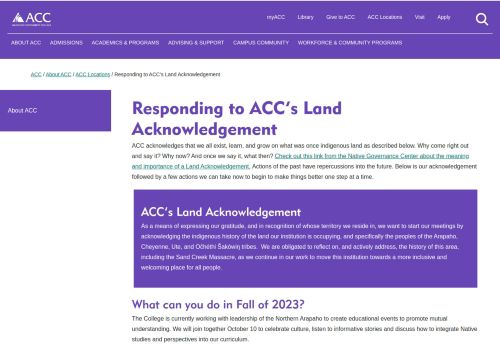 myACC Library Give to ACC ACC Locations Visit Apply
ACC
ABOUT ACC ADMISSIONS ACADEMICS & PROGRAMS ADVISING & SUPPORT CAMPUS COMMUNITY WORKFORCE & COMMUNITY PROGRAMS
ACC / About ACC / ACC Locations / Responding to ACC's Land Acknowledgement
About ACC
Responding to ACC's Land
Acknowledgement
ACC acknowledges that we all exist, learn, and grow on what was once indigenous land as described below. Why come right out
and say it? Why now? And once we say it, what then? Check out this link from the Native Governance Center about the meaning
and importance of a Land Acknowledgement. Actions of the past have repercussions into the future. Below is our acknowledgement
followed by a few actions we can take now to begin to make things better one step at a time.
ACC's Land Acknowledgement
As a means of expressing our gratitude, and in recognition of whose territory we reside in, we want to start our meetings by
acknowledging the indigenous history of the land our institution is occupying, and specifically the peoples of the Arapaho,
Cheyenne, Ute, and Očhéthi Šakówiŋ tribes. We are obligated to reflect on, and actively address, the history of this area,
including the Sand Creek Massacre, as we continue in our work to move this institution towards a more inclusive and
welcoming place for all people.
What can you do in Fall of 2023?
The College is currently working with leadership of the Northern Arapaho to create educational events to promote mutual
understanding. We will join together October 10 to celebrate culture, listen to informative stories and discuss how to integrate Native
studies and perspectives into our curriculum.